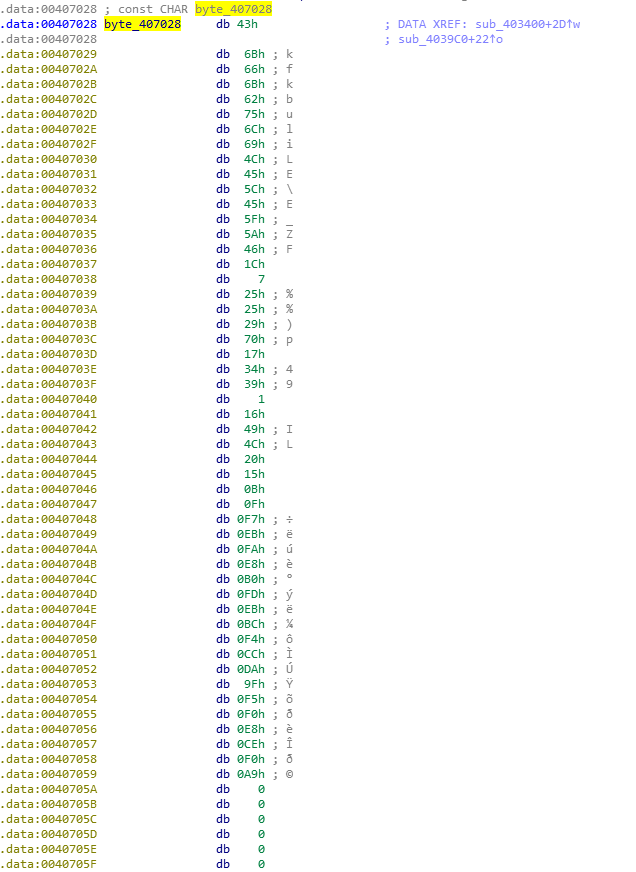 .data:00407028 ; const CHAR byte_407028
.data:00407028 byte_407028 db 43h ; DATA XREF: sub_403400+2D↑w
.data:00407028 ; sub_4039C0+22↑o
.data:00407029 db 6Bh ; k
.data:0040702A db 66h ; f
.data:0040702B db 6Bh ; k
.data:0040702C db 62h ; b
.data:0040702D db 75h ; u
.data:0040702E db 6Ch ; l
.data:0040702F db 69h ; i
.data:00407030 db 4Ch ; L
.data:00407031 db 45h ; E
.data:00407032 db 5Ch ; \
.data:00407033 db 45h ; E
.data:00407034 db 5Fh ; _
.data:00407035 db 5Ah ; Z
.data:00407036 db 46h ; F
.data:00407037 db 1Ch
.data:00407038 db 7
.data:00407039 db 25h ; %
.data:0040703A db 25h ; %
.data:0040703B db 29h ; )
.data:0040703C db 70h ; p
.data:0040703D db 17h
.data:0040703E db 34h ; 4
.data:0040703F db 39h ; 9
.data:00407040 db 1
.data:00407041 db 16h
.data:00407042 db 49h ; I
.data:00407043 db 4Ch ; L
.data:00407044 db 20h
.data:00407045 db 15h
.data:00407046 db 0Bh
.data:00407047 db 0Fh
.data:00407048 db 0F7h ; ÷
.data:00407049 db 0EBh ; ë
.data:0040704A db 0FAh ; ú
.data:0040704B db 0E8h ; è
.data:0040704C db 0B0h ; °
.data:0040704D db 0FDh ; ý
.data:0040704E db 0EBh ; ë
.data:0040704F db 0BCh ; ¼
.data:00407050 db 0F4h ; ô
.data:00407051 db 0CCh ; Ì
.data:00407052 db 0DAh ; Ú
.data:00407053 db 9Fh ; Ÿ
.data:00407054 db 0F5h ; õ
.data:00407055 db 0F0h ; ð
.data:00407056 db 0E8h ; è
.data:00407057 db 0CEh ; Î
.data:00407058 db 0F0h ; ð
.data:00407059 db 0A9h ; ©
.data:0040705A db 0
.data:0040705B db 0
.data:0040705C db 0
.data:0040705D db 0
.data:0040705E db 0
.data:0040705F db 0